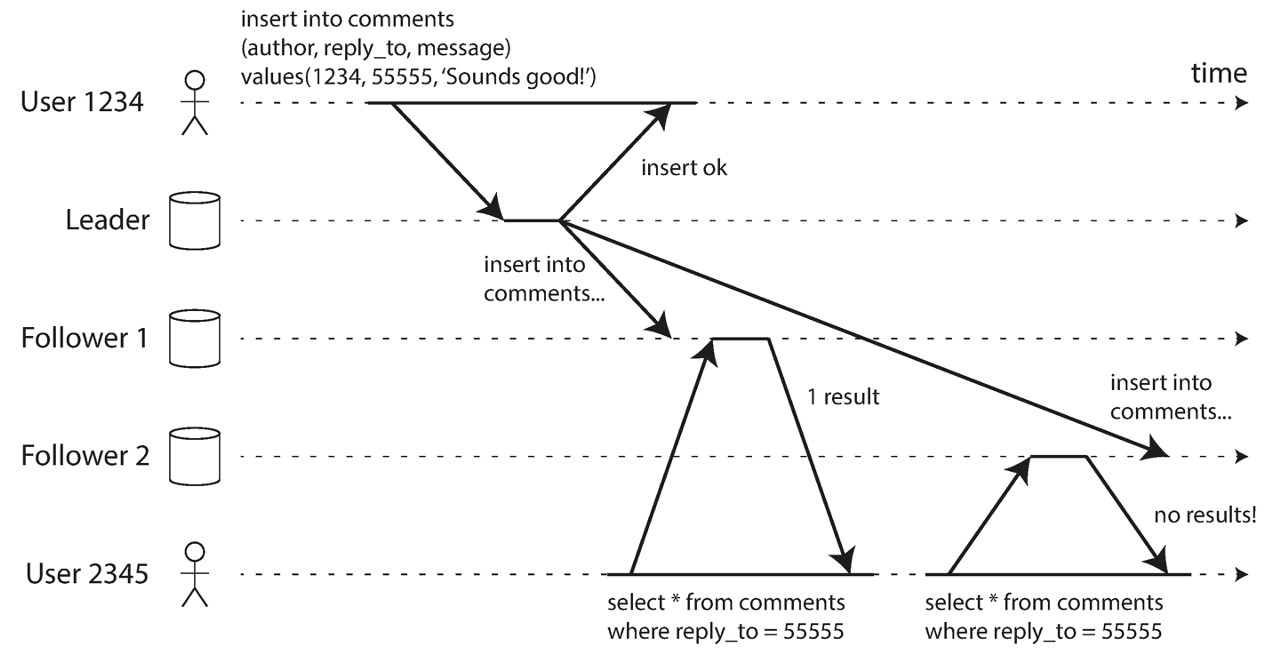 insert into comments
(author, reply_to, message)
values(1234, 55555, ‘Sounds good!’)
time
User 1234
insert ok
Leader
insert into
comments...
Follower 1
1 result
insert into
comments...
Follower 2
no results!
User 2345
select * from comments
where reply_to = 55555
select * from comments
where reply_to = 55555